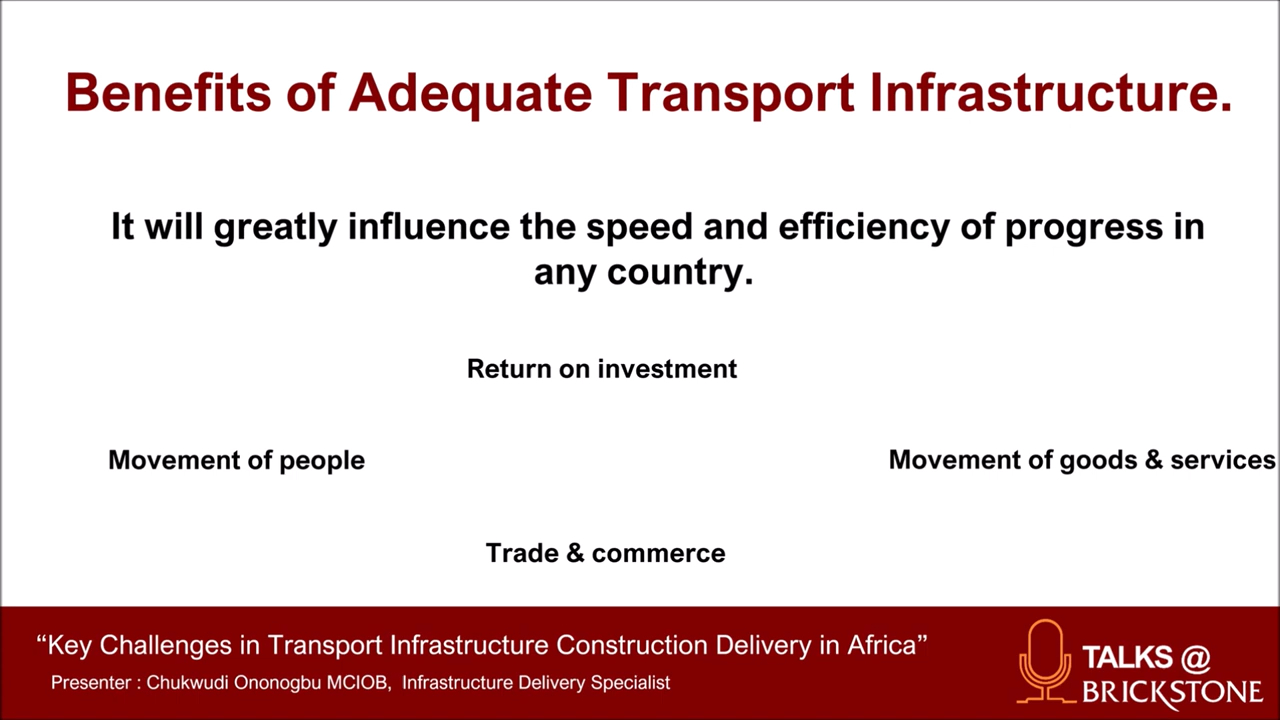 Benefits of Adequate Transport Infrastructure.
It will greatly influence the speed and efficiency of progress in
any country.
Return on investment
Movement of people
Movement of goods & services
Trade & commerce
“Key Challenges in Transport Infrastructure Construction Delivery in Africa”
Presenter : Chukwudi Ononogbu MCIOB, Infrastructure Delivery Specialist
TALKS @
BRICKSTONE